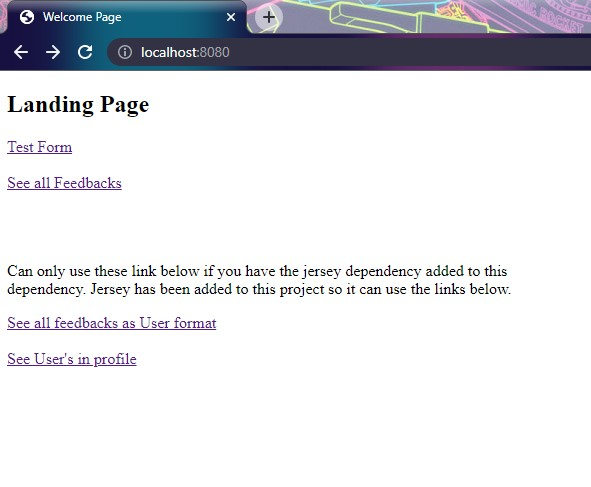 Welcome Page
localhost:8080
Landing Page
Test Form
See all Feedbacks
Can only use these link below if you have the jersey dependency added to this
dependency. Jersey has been added to this project so it can use the links below.
See all feedbacks as User format
See User's in profile